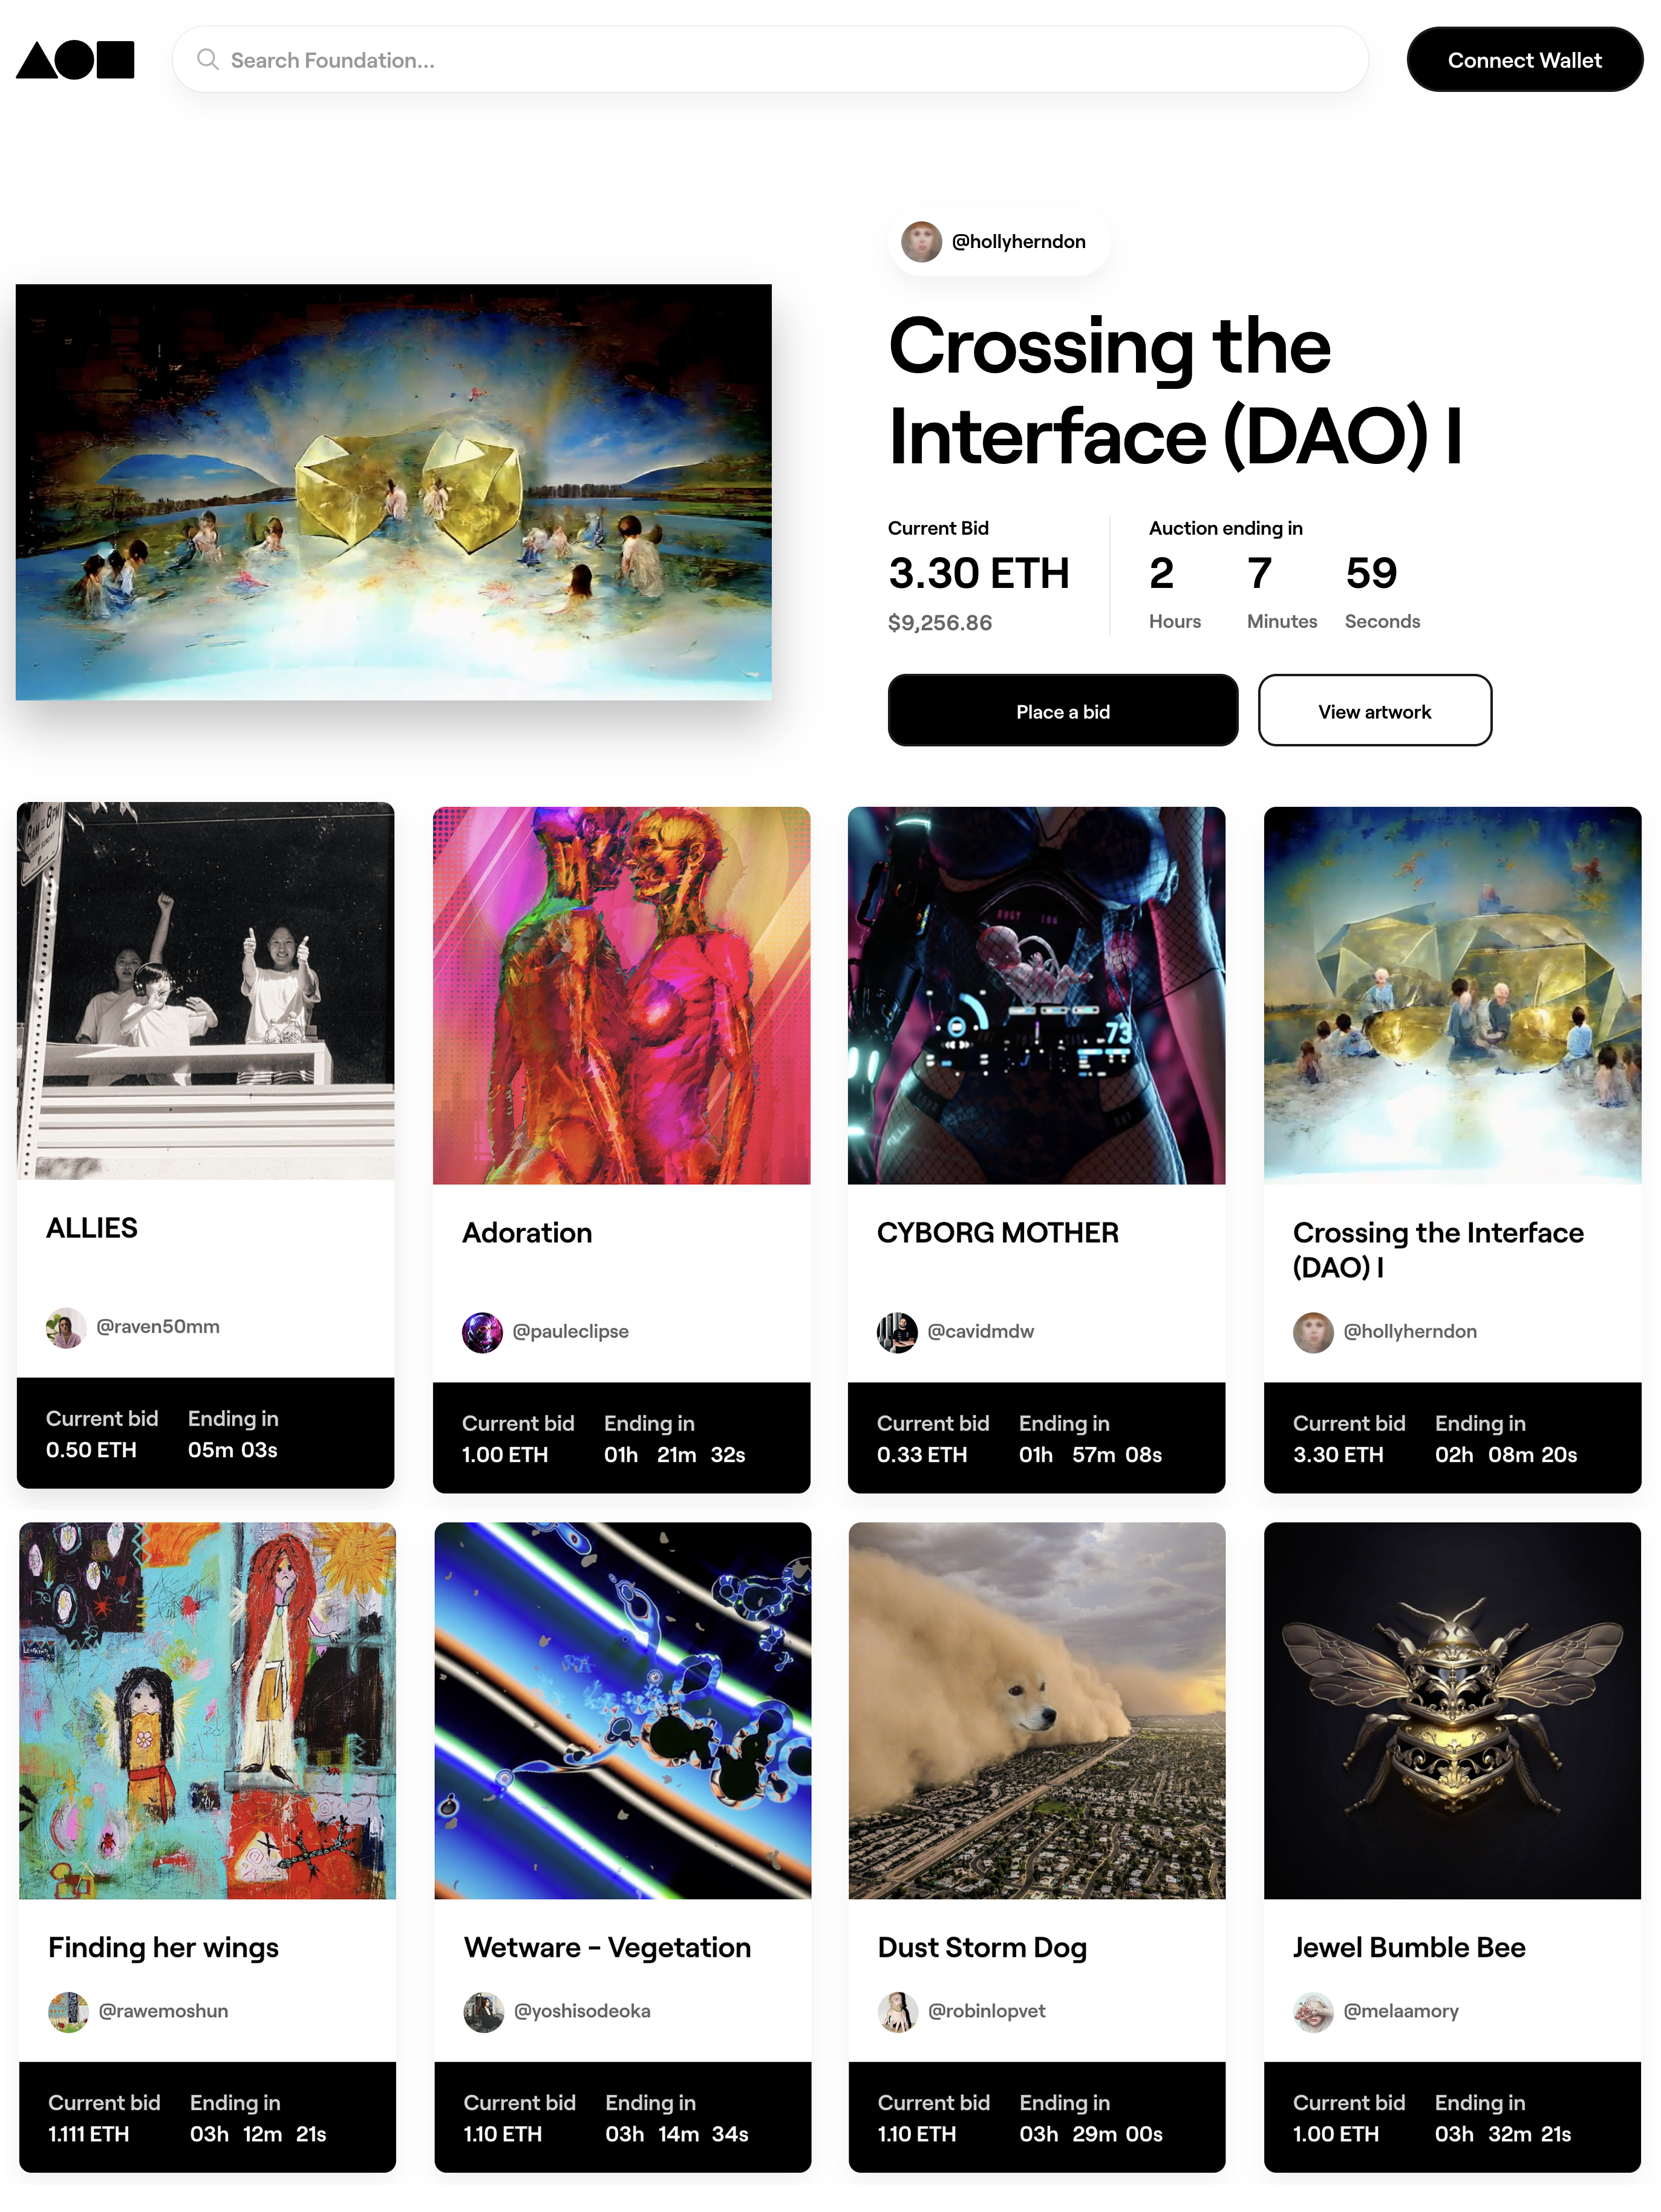 Search Foundation...
Connect Wallet
@hollyherndon
Crossing the
Interface (DAO) I
Current Bid
3.30 ETH
$9,256.86
Auction ending in
2 7 59
Hours Minutes Seconds
Place a bid
View artwork
8AM 8PM
73
ALLIES
@raven50mm
Current bid Ending in
0.50 ETH 05m 03s
Adoration
@pauleclipse
Current bid Ending in
1.00 ETH 01h 21m 32s
CYBORG MOTHER
@cavidmdw
Current bid Ending in
0.33 ETH 01h 57m 08s
Crossing the Interface
(DAO) I
@hollyherndon
Current bid Ending in
3.30 ETH 02h 08m 20s
Finding her wings
@rawemoshun
Current bid Ending in
1.111 ETH 03h 12m 21s
Wetware - Vegetation
@yoshisodeoka
Current bid Ending in
1.10 ETH 03h 14m 34s
Dust Storm Dog
@robinlopvet
Current bid Ending in
1.10 ETH 03h 29m 00s
Jewel Bumble Bee
@melaamory
Current bid Ending in
1.00 ETH 03h 32m 21s